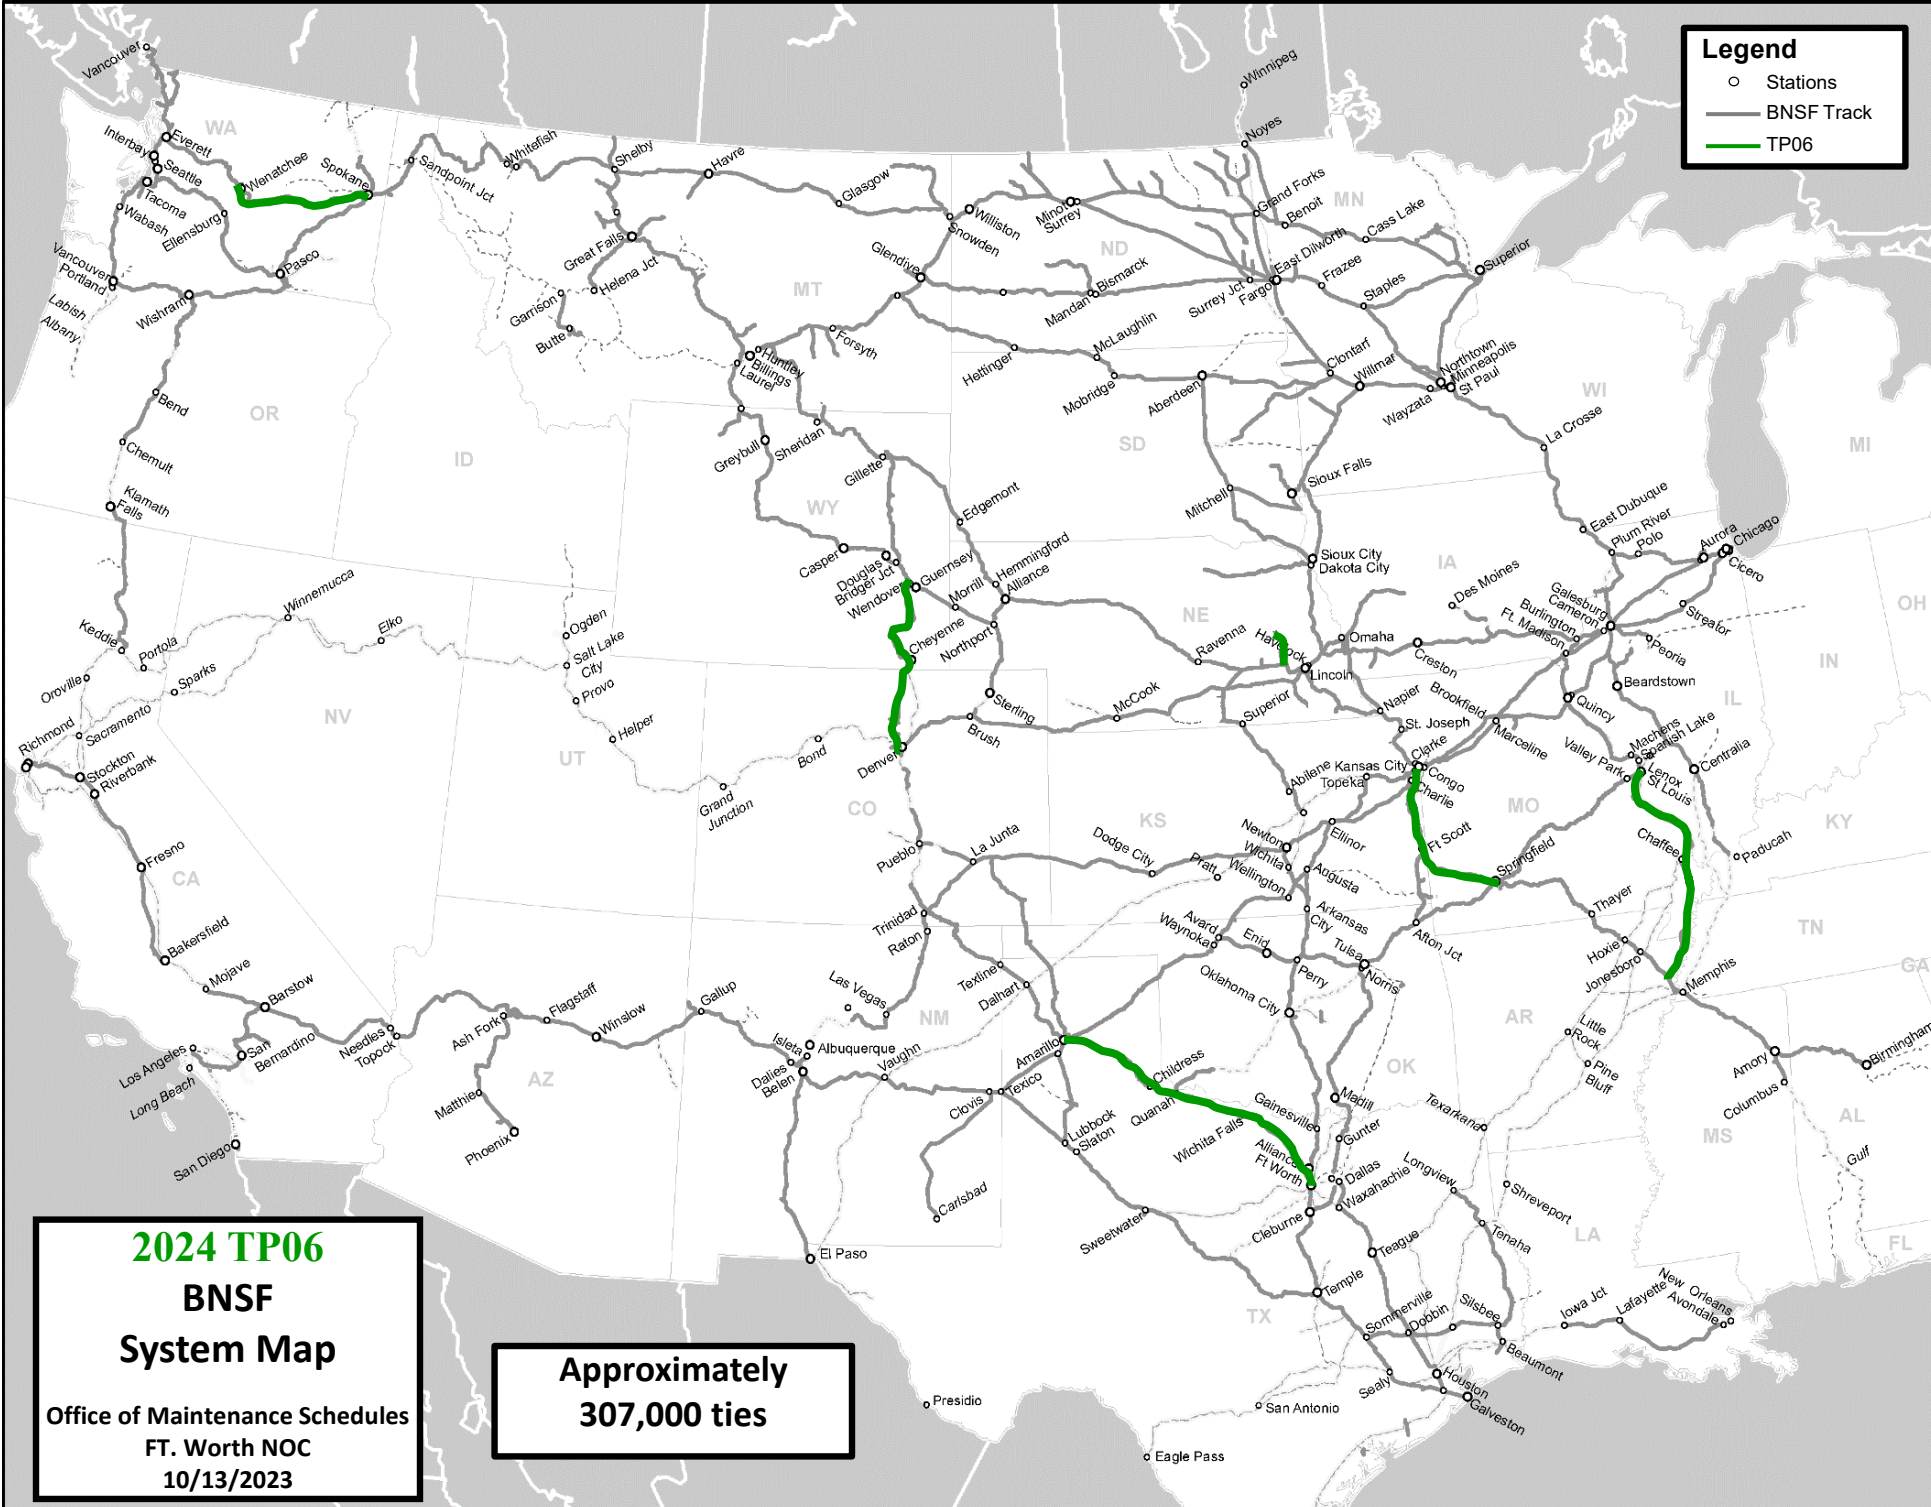 Legend
Stations
BNSF Track
TP06
Vancouver
Winnipeg
Noyes
WA
Everett
Interbay
Seattle
Tacoma
Wabash
Ellensburg
Wenatchee
Spokane
Sandpoint Jct
Whitefish
Shelby
Havre
Glasgow
Williston
Snowden
Minot
Surrey
Grand Forks
Benoit
MN
Cass Lake
Superior
Vancouver
Portland
Labish
Albany
Wishram
Pasco
Great Falls
Helena Jct
Garrison
Butte
MT
Glendive
ND
Mandan
Bismarck
Surrey Jct
Fargo
East Dilworth
Frazee
Staples
Forsyth
Huntley
Billings
Laurel
Hettinger
McLaughlin
Mobridge
Aberdeen
Clontarf
Willmar
Wayzata
Northtown
Minneapolis
St Paul
WI
La Crosse
MI
OR
Bend
Chemult
Klamath
Falls
ID
Greybull
Sheridan
Gillette
WY
Edgemont
SD
Mitchell
Sioux Falls
East Dubuque
Plum River
Polo
Aurora
Chicago
Cicero
Casper
Douglas
Bridger Jct
Wendover
Guernsey
Morrill
Hemmingford
Alliance
Northport
Cheyenne
Sioux City
Dakota City
IA
Des Moines
Galesburg
Cameron
Burlington
Ft. Madison
Streator
Peoria
OH
IN
NE
Ravenna
Havelock
Omaha
Lincoln
Creston
Beardstown
IL
Winnemucca
Elko
Ogden
Salt Lake
City
Provo
Helper
Keddie
Portola
Sparks
Oroville
Sacramento
Richmond
Stockton
Riverbank
NV
UT
Bond
Grand
Junction
Sterling
Brush
McCook
Denver
CO
Superior
Napier
St. Joseph
Brookfield
Marceline
Quincy
Machens
Spanish Lake
Lenox
St Louis
Valley Park
Centralia
Clarke
Kansas City
Congo
Charlie
Topeka
Abilene
MO
KS
Ft Scott
Springfield
Chaffee
Paducah
KY
Fresno
CA
Bakersfield
Mojave
Barstow
Pueblo
La Junta
Dodge City
Pratt
Newton
Wichita
Wellington
Ellinor
Augusta
Arkansas
City
Trinidad
Raton
Avard
Waynoka
Enid
Perry
Tulsa
Norris
Afton Jct
Thayer
Hoxie
Jonesboro
Memphis
TN
GA
Los Angeles
Long Beach
San
Bernardino
San Diego
Needles
Topock
Ash Fork
Flagstaff
Winslow
Gallup
Matthie
Phoenix
AZ
Las Vegas
NM
Isleta
Albuquerque
Dalies
Belen
Vaughn
Texline
Dalhart
Amarillo
Clovis
Texico
Carlsbad
Lubbock
Slaton
Childress
Quanah
Wichita Falls
Oklahoma City
OK
Gainesville
Madill
Gunter
Alliance
Ft Worth
Dallas
Waxahachie
Cleburne
Sweetwater
AR
Little
Rock
Pine
Bluff
Texarkana
Longview
Shreveport
Tenaha
Amory
Columbus
Birmingham
MS
AL
Gulf
LA
FL
El Paso
Teague
Temple
TX
Sommerville
Dobbin
Silsbee
Beaumont
Iowa Jct
Lafayette
New Orleans
Avondale
Sealy
Houston
Galveston
San Antonio
Presidio
Eagle Pass
2024 TP06
BNSF
System Map
Office of Maintenance Schedules
FT. Worth NOC
10/13/2023
Approximately
307,000 ties